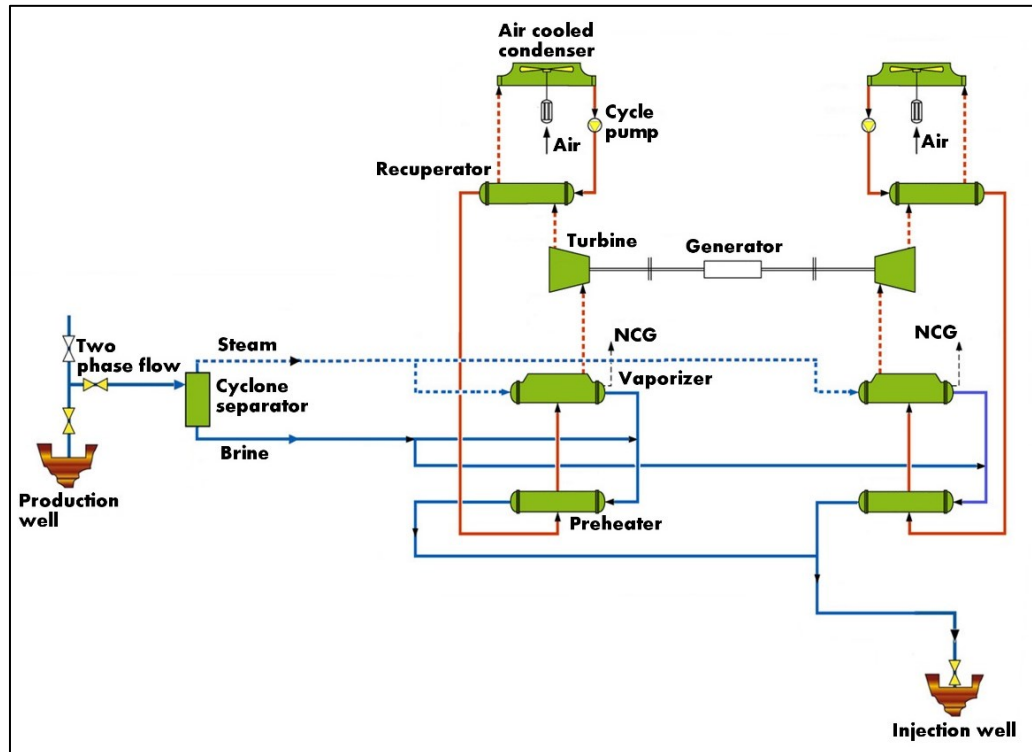 Air cooled
condenser
Cycle
pump
Air
Air
Recuperator
Turbine
Generator
Two
phase flow
Steam
NCG
NCG
Vaporizer
Cyclone
separator
Brine
Production
well
Preheater
Injection well